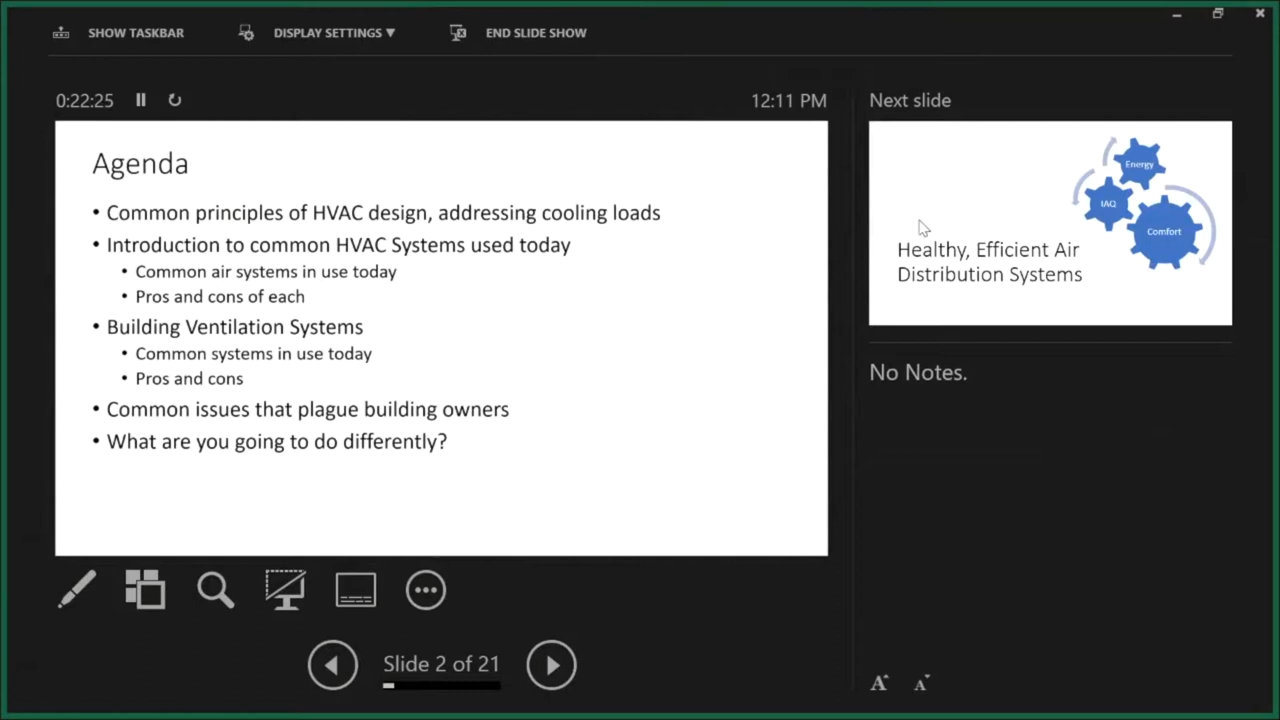 SHOW TASKBAR
DISPLAY SETTINGS ▼
END SLIDE SHOW
0:22:25
12:11 PM
Agenda
• Common principles of HVAC design, addressing cooling loads
• Introduction to common HVAC Systems used today
• Common air systems in use today
• Pros and cons of each
• Building Ventilation Systems
• Common systems in use today
• Pros and cons
• Common issues that plague building owners
• What are you going to do differently?
Slide 2 of 21
Next slide
Energy
IAQ
Comfort
Healthy, Efficient Air
Distribution Systems
No Notes.
A A